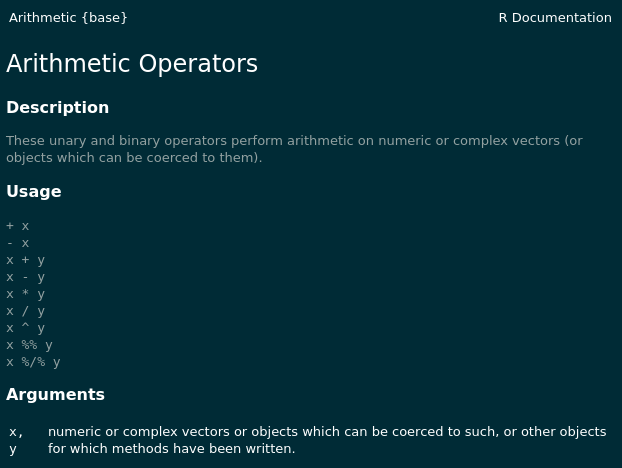 Arithmetic {base} R Documentation
Arithmetic Operators
Description
These unary and binary operators perform arithmetic on numeric or complex vectors (or
objects which can be coerced to them).
Usage
+ x
- x
x + y
x - y
x * y
x / y
x ^ y
x %% y
x %/% y
Arguments
x, numeric or complex vectors or objects which can be coerced to such, or other objects
y for which methods have been written.